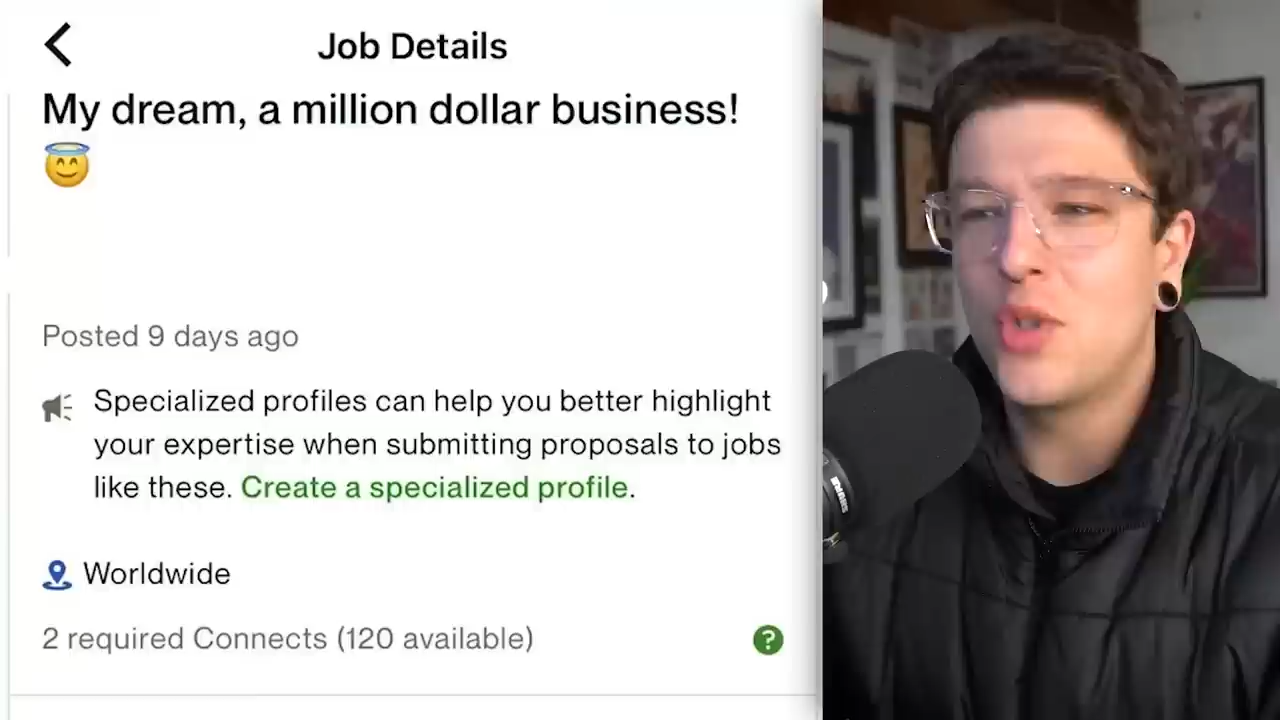 Job Details
My dream, a million dollar business!
😇
Posted 9 days ago
Specialized profiles can help you better highlight
your expertise when submitting proposals to jobs
like these. Create a specialized profile.
Worldwide
2 required Connects (120 available)
?
SHURE